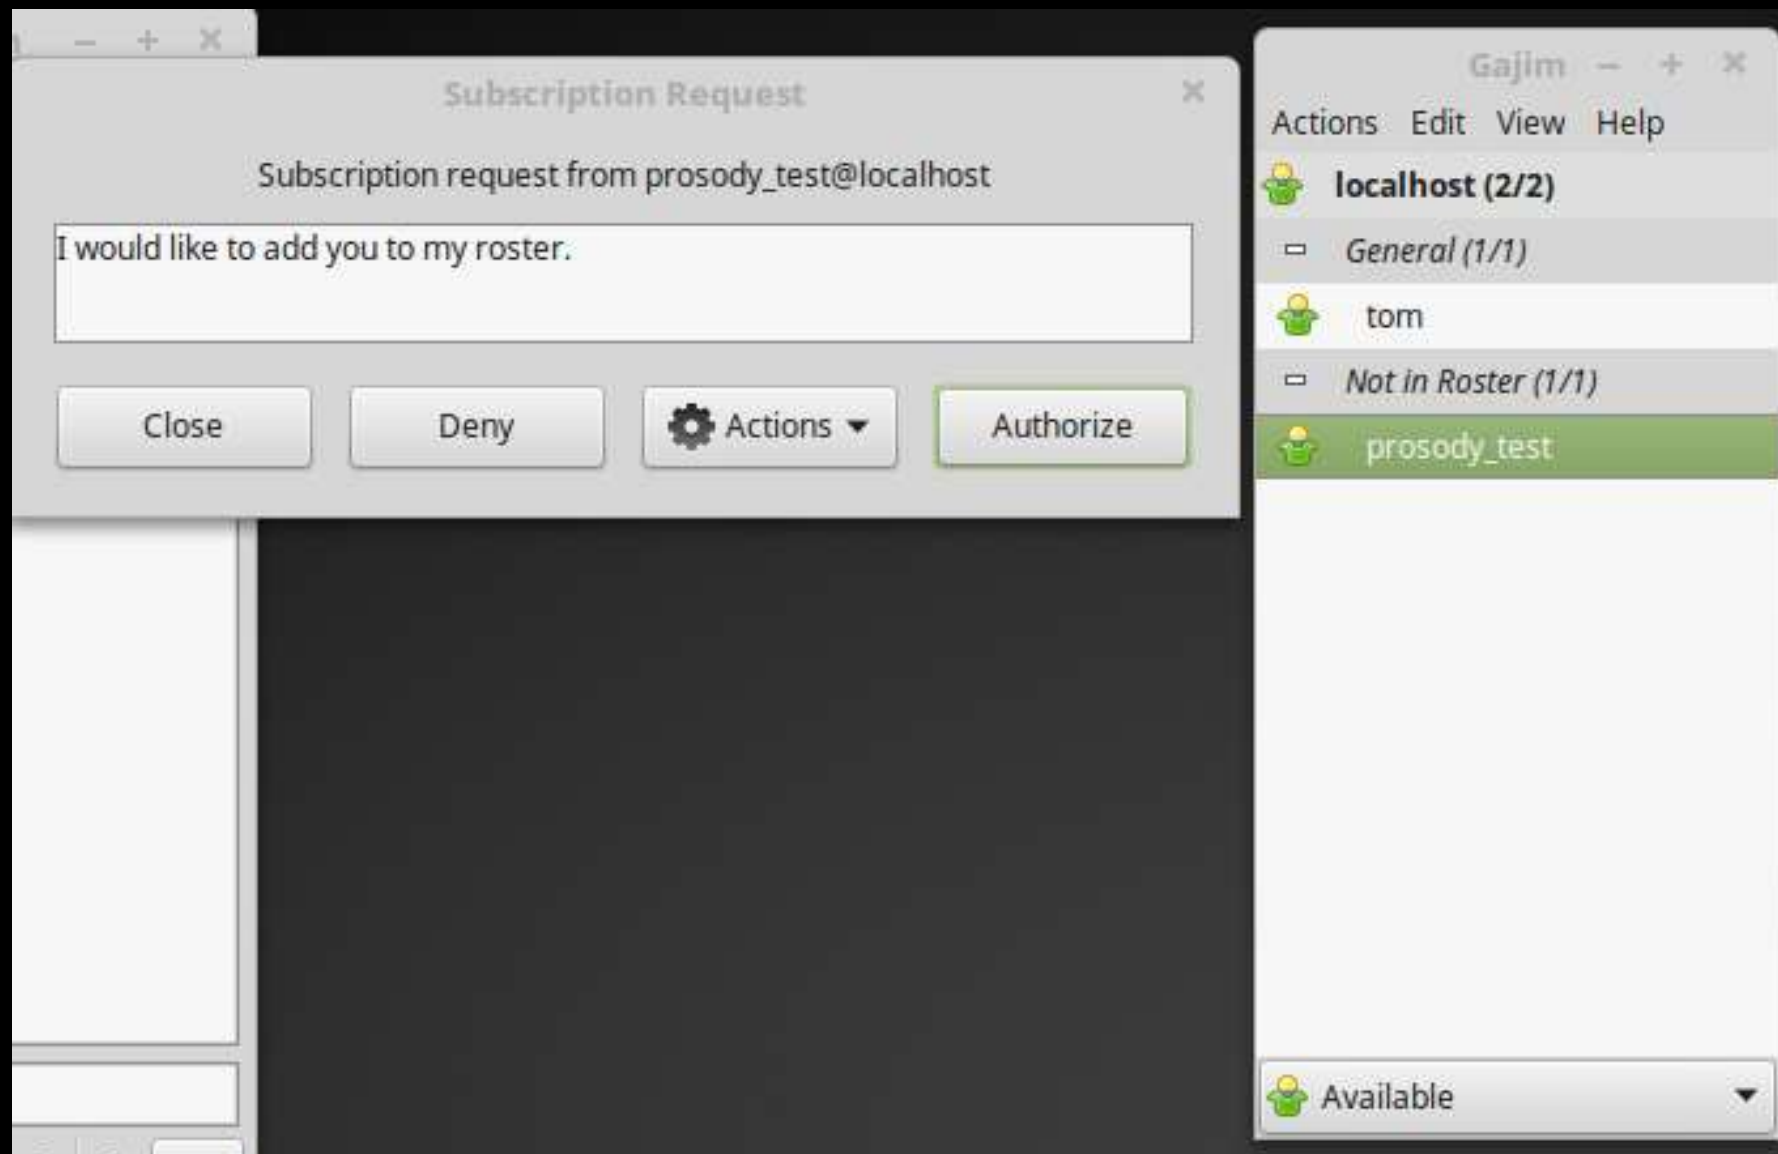 Subscription Request
Subscription request from prosody_test@localhost
I would like to add you to my roster.
Close
Deny
Actions
Authorize
Gajim
Actions Edit View Help
localhost (2/2)
General (1/1)
tom
Not in Roster (1/1)
prosody_test
Available